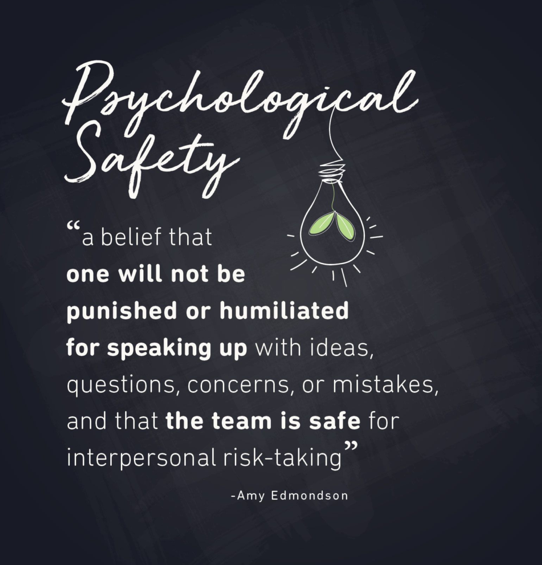 Psychological
Safety
“a belief that
one will not be
punished or humiliated
for speaking up with ideas,
questions, concerns, or mistakes,
and that the team is safe for
interpersonal risk-taking”
-Amy Edmondson